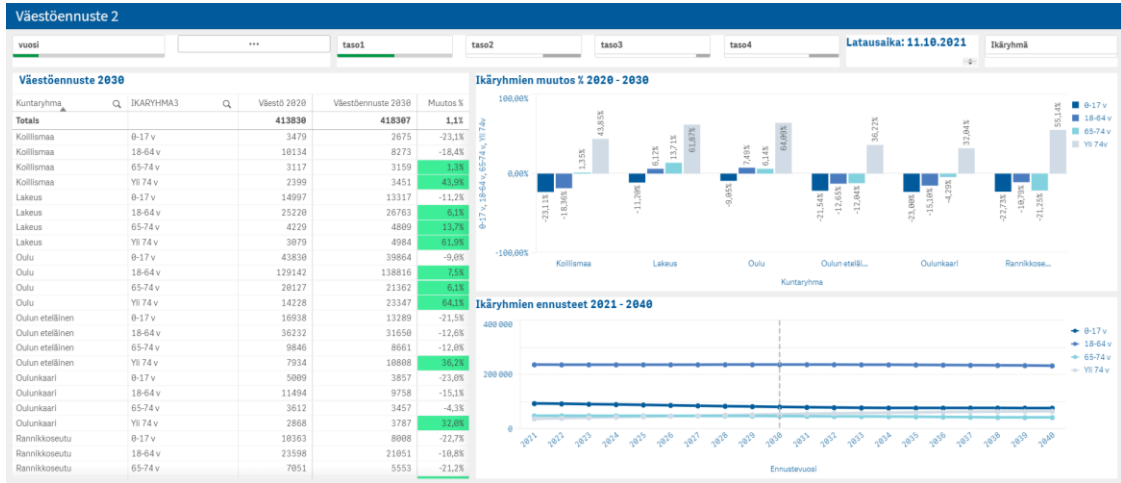 Väestöennuste 2
vuosi
...
taso1
taso2
taso3
taso4
Latausaika: 11.10.2021
Ikäryhmä
Väestöennuste 2030
Kuntaryhma IKARYHMA3 Väestö 2020 Väestöennuste 2030 Muutos %
Totals 413830 418307 1,1%
Koillismaa 0-17 v 3479 2675 -23,1%
Koillismaa 18-64 v 10134 8273 -18,4%
Koillismaa 65-74 v 3117 3159 1,3%
Koillismaa Yli 74 v 2399 3451 43,9%
Lakeus 0-17 v 14997 13317 -11,2%
Lakeus 18-64 v 25220 26763 6,1%
Lakeus 65-74 v 4229 4809 13,7%
Lakeus Yli 74 v 3079 4984 61,9%
Oulu 0-17 v 43830 39864 -9,0%
Oulu 18-64 v 129142 138816 7,5%
Oulu 65-74 v 20127 21362 6,1%
Oulu Yli 74 v 14228 23347 64,1%
Oulun eteläinen 0-17 v 16938 13289 -21,5%
Oulun eteläinen 18-64 v 36232 31650 -12,6%
Oulun eteläinen 65-74 v 9846 8661 -12,0%
Oulun eteläinen Yli 74 v 7934 10808 36,2%
Oulunkaari 0-17 v 5009 3857 -23,0%
Oulunkaari 18-64 v 11494 9758 -15,1%
Oulunkaari 65-74 v 3612 3457 -4,3%
Oulunkaari Yli 74 v 2868 3787 32,0%
Rannikkoseutu 0-17 v 10363 8008 -22,7%
Rannikkoseutu 18-64 v 23598 21051 -10,8%
Rannikkoseutu 65-74 v 7051 5553 -21,2%
Ikäryhmien muutos % 2020 - 2030
0-17 v, 18-64 v, 65-74 v, Yli 74v
100,00%
0,00%
-100,00%
-23,11% -18,36% 1,35% 43,85%
-11,20% 6,12% 13,71% 61,87%
-9,05% 7,49% 6,14% 64,09%
-21,54% -12,65% -12,04% 36,22%
-23,00% -15,10% -4,29% 32,04%
-22,73% -10,79% -21,25% 55,14%
Koillismaa Lakeus Oulu Oulun eteläi... Oulunkaari Rannikkose...
Kuntaryhma
0-17 v
18-64 v
65-74 v
Yli 74v
Ikäryhmien ennusteet 2021 - 2040
400 000
200 000
0
2021 2022 2023 2024 2025 2026 2027 2028 2029 2030 2031 2032 2033 2034 2035 2036 2037 2038 2039 2040
Ennustevuosi
0-17 v
18-64 v
65-74 v
Yli 74 v